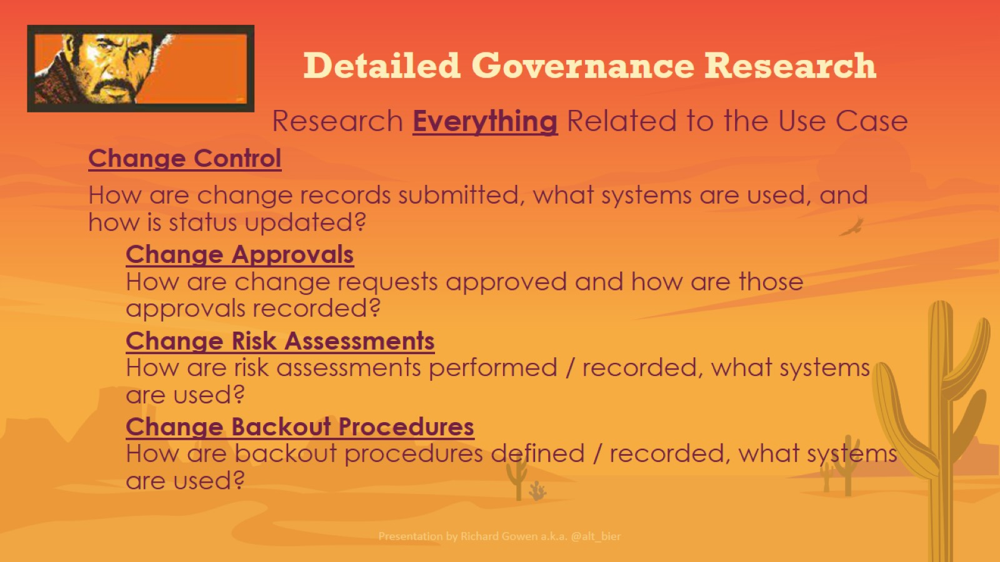 Detailed Governance Research
Research Everything Related to the Use Case
Change Control
How are change records submitted, what systems are used, and
how is status updated?
Change Approvals
How are change requests approved and how are those
approvals recorded?
Change Risk Assessments
How are risk assessments performed / recorded, what systems
are used?
Change Backout Procedures
How are backout procedures defined / recorded, what systems
are used?
Presentation by Richard Gowen a.k.a. @alt_bier